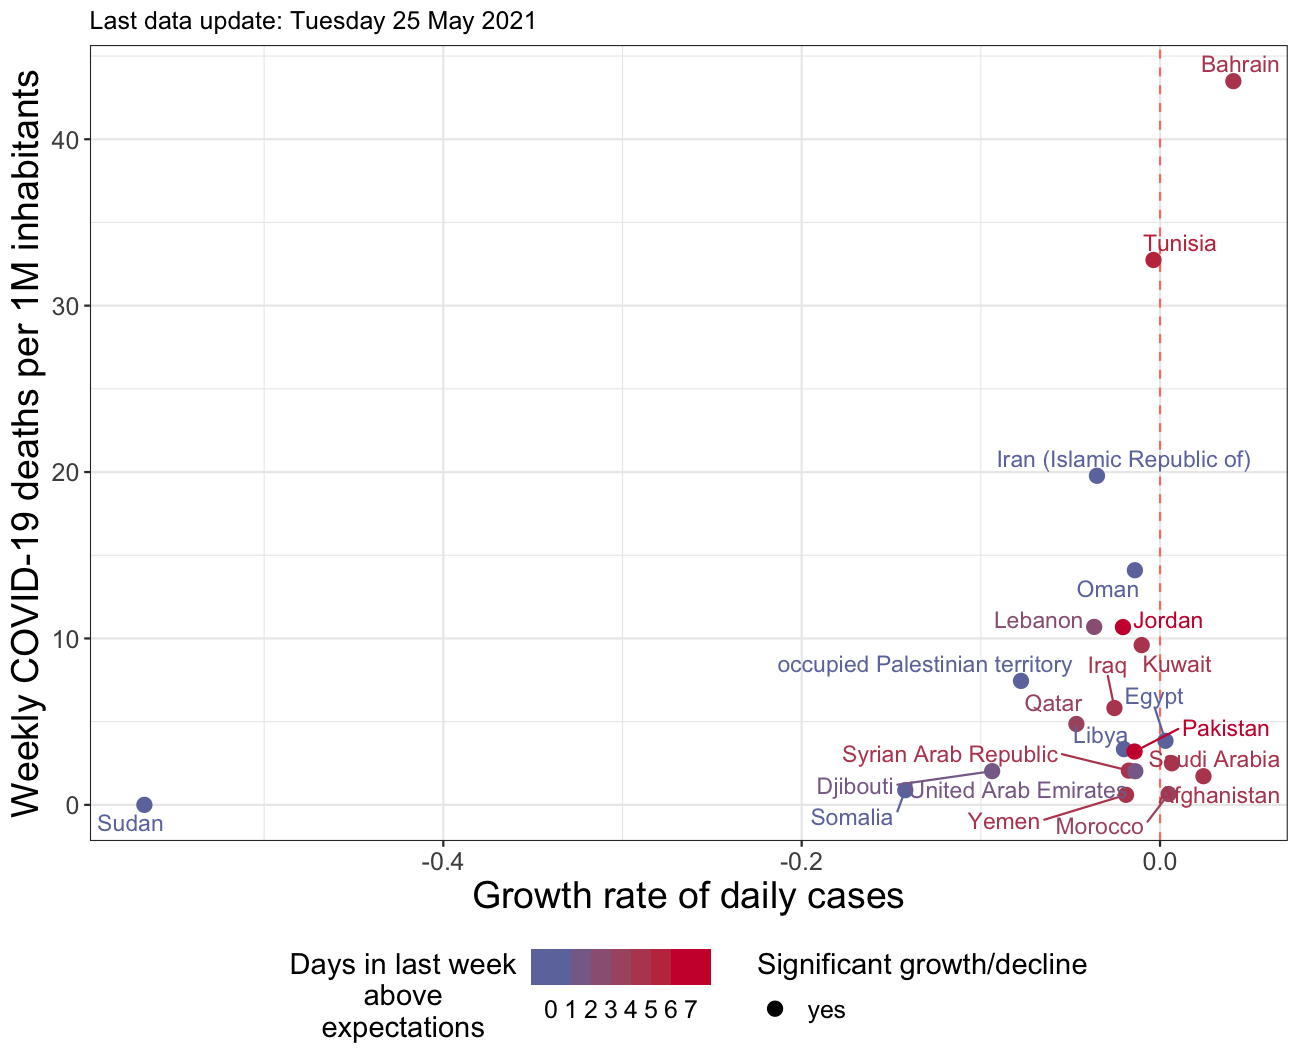 Last data update: Tuesday 25 May 2021
Weekly COVID-19 deaths per 1M inhabitants
40
30
20
10
0
Bahrain
Tunisia
Iran (Islamic Republic of)
Oman
Lebanon
Jordan
occupied Palestinian territory
Iraq
Kuwait
Qatar
Egypt
Libya
Pakistan
Syrian Arab Republic
Saudi Arabia
Djibouti
United Arab Emirates
Afghanistan
Somalia
Yemen
Morocco
Sudan
-0.4
-0.2
0.0
Growth rate of daily cases
Days in last week
above
expectations
0 1 2 3 4 5 6 7
Significant growth/decline
yes